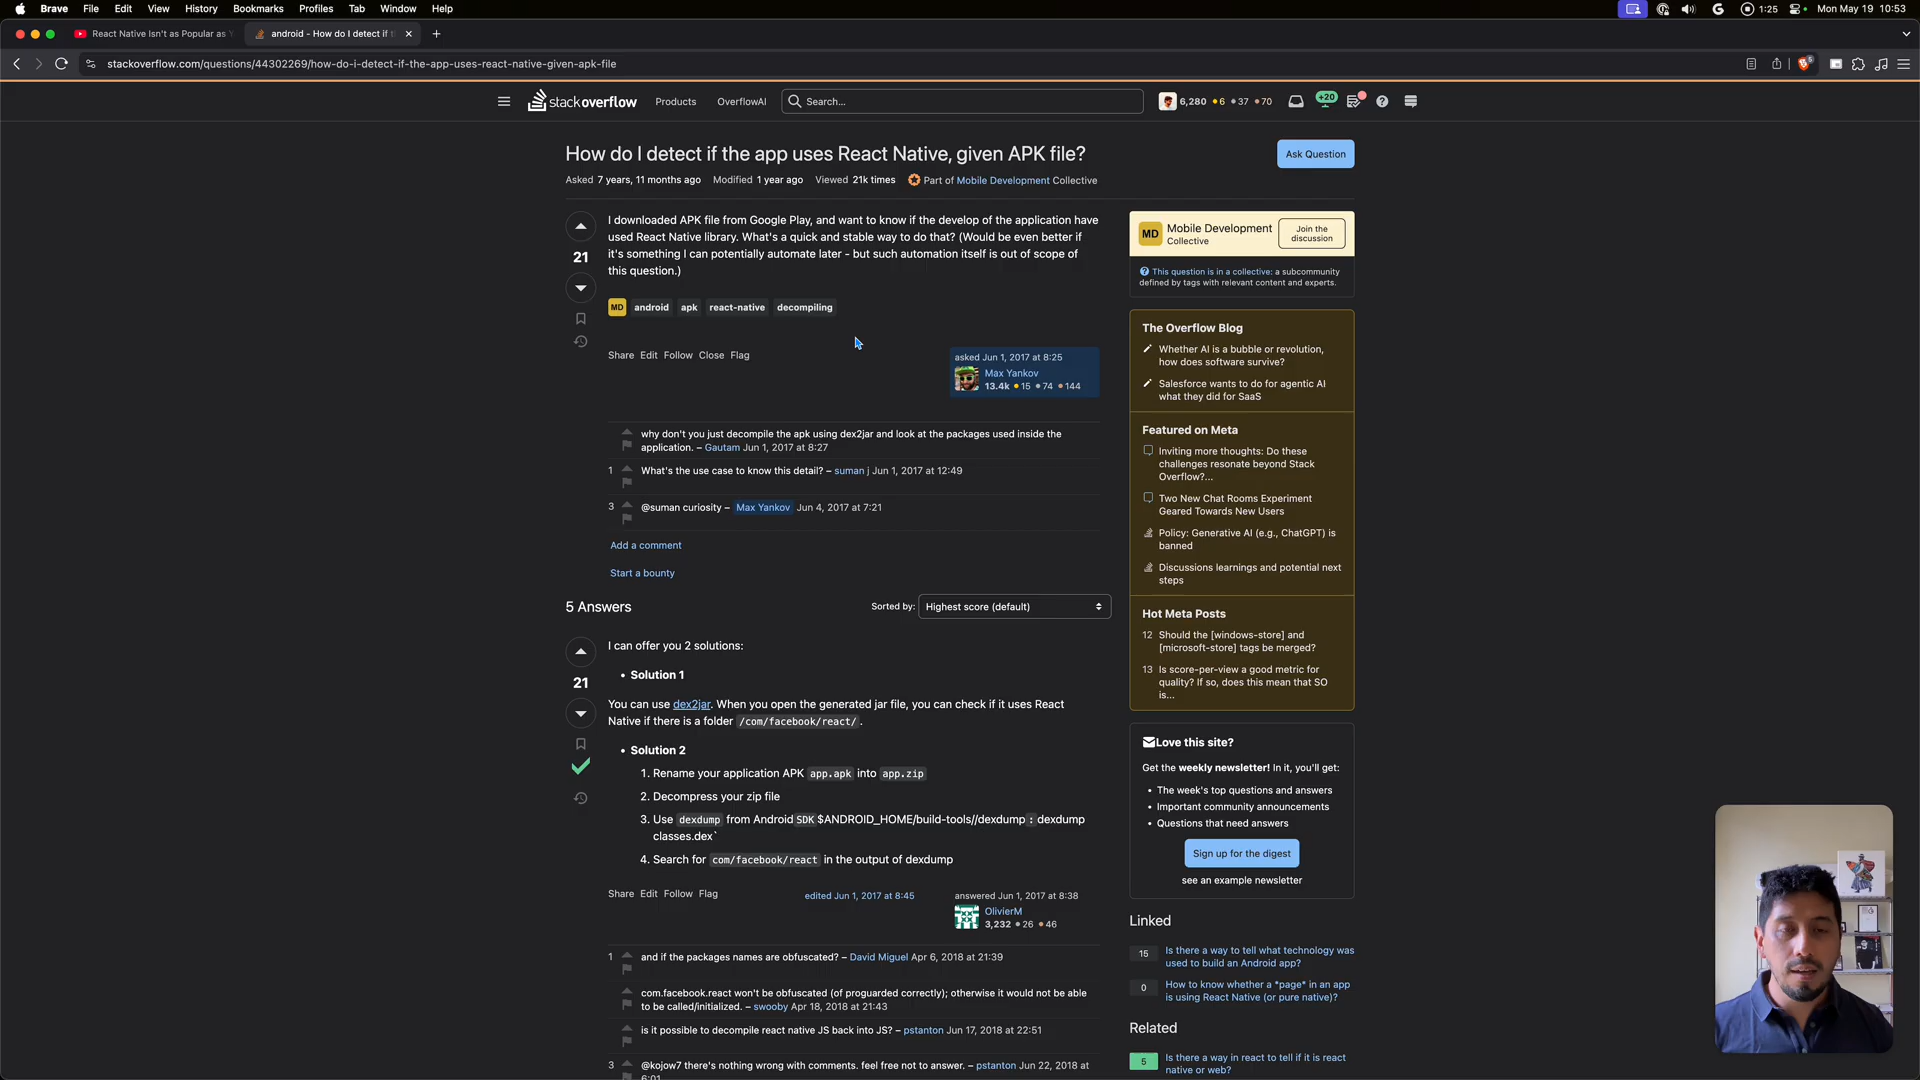 Brave File Edit View History Bookmarks Profiles Tab Window Help
1:25 Mon May 19 10:53
React Native Isn't as Popular as Y
android - How do I detect if t
stackoverflow.com/questions/44302269/how-do-i-detect-if-the-app-uses-react-native-given-apk-file
stackoverflow Products OverflowAI Search... 6,280 6 37 70 +20
How do I detect if the app uses React Native, given APK file?
Ask Question
Asked 7 years, 11 months ago Modified 1 year ago Viewed 21k times Part of Mobile Development Collective
21
I downloaded APK file from Google Play, and want to know if the develop of the application have
used React Native library. What's a quick and stable way to do that? (Would be even better if
it's something I can potentially automate later - but such automation itself is out of scope of
this question.)
MD android apk react-native decompiling
Share Edit Follow Close Flag
asked Jun 1, 2017 at 8:25
Max Yankov
13.4k 15 74 144
why don't you just decompile the apk using dex2jar and look at the packages used inside the
application. – Gautam Jun 1, 2017 at 8:27
1 What's the use case to know this detail? – suman j Jun 1, 2017 at 12:49
3 @suman curiosity – Max Yankov Jun 4, 2017 at 7:21
Add a comment
Start a bounty
5 Answers
Sorted by: Highest score (default)
21
I can offer you 2 solutions:
• Solution 1
You can use dex2jar. When you open the generated jar file, you can check if it uses React
Native if there is a folder /com/facebook/react/.
• Solution 2
1. Rename your application APK app.apk into app.zip
2. Decompress your zip file
3. Use dexdump from Android SDK $ANDROID_HOME/build-tools//dexdump : dexdump
classes.dex`
4. Search for com/facebook/react in the output of dexdump
Share Edit Follow Flag
edited Jun 1, 2017 at 8:45
answered Jun 1, 2017 at 8:38
OlivierM
3,232 26 46
1 and if the packages names are obfuscated? – David Miguel Apr 6, 2018 at 21:39
com.facebook.react won't be obfuscated (of proguarded correctly); otherwise it would not be able
to be called/initialized. – swooby Apr 18, 2018 at 21:43
is it possible to decompile react native JS back into JS? – pstanton Jun 17, 2018 at 22:51
3 @kojow7 there's nothing wrong with comments. feel free not to answer. – pstanton Jun 22, 2018 at
6:01
MD Mobile Development
Collective
Join the
discussion
This question is in a collective: a subcommunity
defined by tags with relevant content and experts.
The Overflow Blog
Whether AI is a bubble or revolution,
how does software survive?
Salesforce wants to do for agentic AI
what they did for SaaS
Featured on Meta
Inviting more thoughts: Do these
challenges resonate beyond Stack
Overflow?...
Two New Chat Rooms Experiment
Geared Towards New Users
Policy: Generative AI (e.g., ChatGPT) is
banned
Discussions learnings and potential next
steps
Hot Meta Posts
12 Should the [windows-store] and
[microsoft-store] tags be merged?
13 Is score-per-view a good metric for
quality? If so, does this mean that SO
is...
Love this site?
Get the weekly newsletter! In it, you'll get:
• The week's top questions and answers
• Important community announcements
• Questions that need answers
Sign up for the digest
see an example newsletter
Linked
15 Is there a way to tell what technology was
used to build an Android app?
0 How to know whether a *page* in an app
is using React Native (or pure native)?
Related
5 Is there a way in react to tell if it is react
native or web?